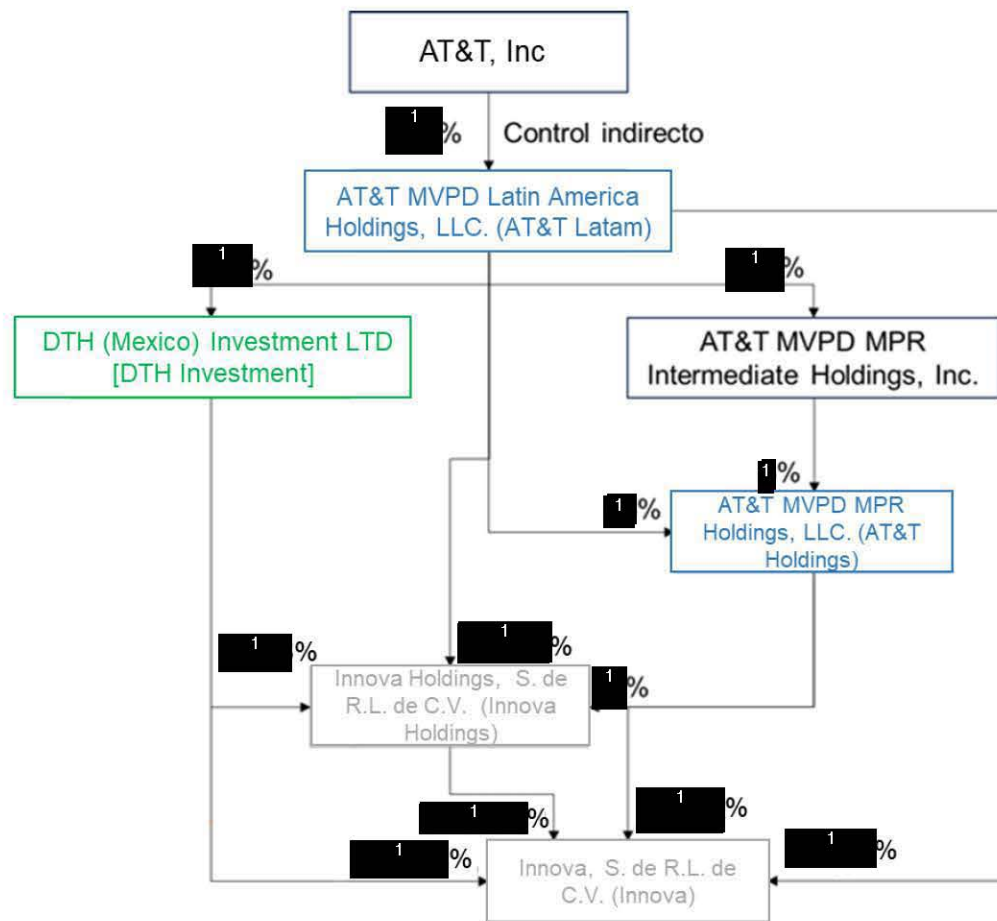 AT&T, Inc
1 %
Control indirecto
AT&T MVPD Latin America
Holdings, LLC. (AT&T Latam)
1 %
1 %
DTH (Mexico) Investment LTD
[DTH Investment]
AT&T MVPD MPR
Intermediate Holdings, Inc.
1 %
1 %
AT&T MVPD MPR
Holdings, LLC. (AT&T
Holdings)
1 %
1 %
1 %
Innova Holdings, S. de
R.L. de C.V. (Innova
Holdings)
1 %
1 %
1 %
1 %
Innova, S. de R.L. de
C.V. (Innova)